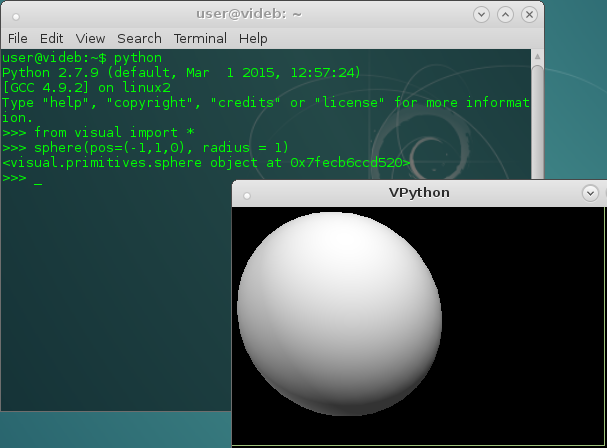 user@videb: ~
File Edit View Search Terminal Help
user@videb:~$ python
Python 2.7.9 (default, Mar  1 2015, 12:57:24)
[GCC 4.9.2] on linux2
Type "help", "copyright", "credits" or "license" for more informat
ion.
>>> from visual import *
>>> sphere(pos=(-1,1,0), radius = 1)
<visual.primitives.sphere object at 0x7fecb6ccd520>
>>> _
VPython